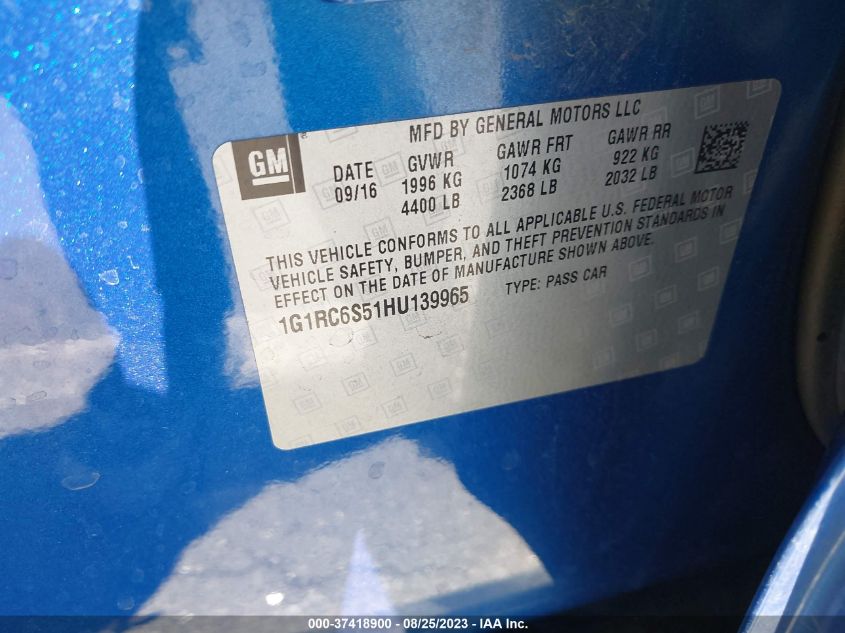 GM
MFD BY GENERAL MOTORS LLC
DATE GVWR GAWR FRT GAWR RR
09/16 1996 KG 1074 KG 922 KG
4400 LB 2368 LB 2032 LB
THIS VEHICLE CONFORMS TO ALL APPLICABLE U.S. FEDERAL MOTOR
VEHICLE SAFETY, BUMPER, AND THEFT PREVENTION STANDARDS IN
EFFECT ON THE DATE OF MANUFACTURE SHOWN ABOVE.
1G1RC6S51HU139965 TYPE: PASS CAR
000-37418900 - 08/25/2023 - IAA Inc.